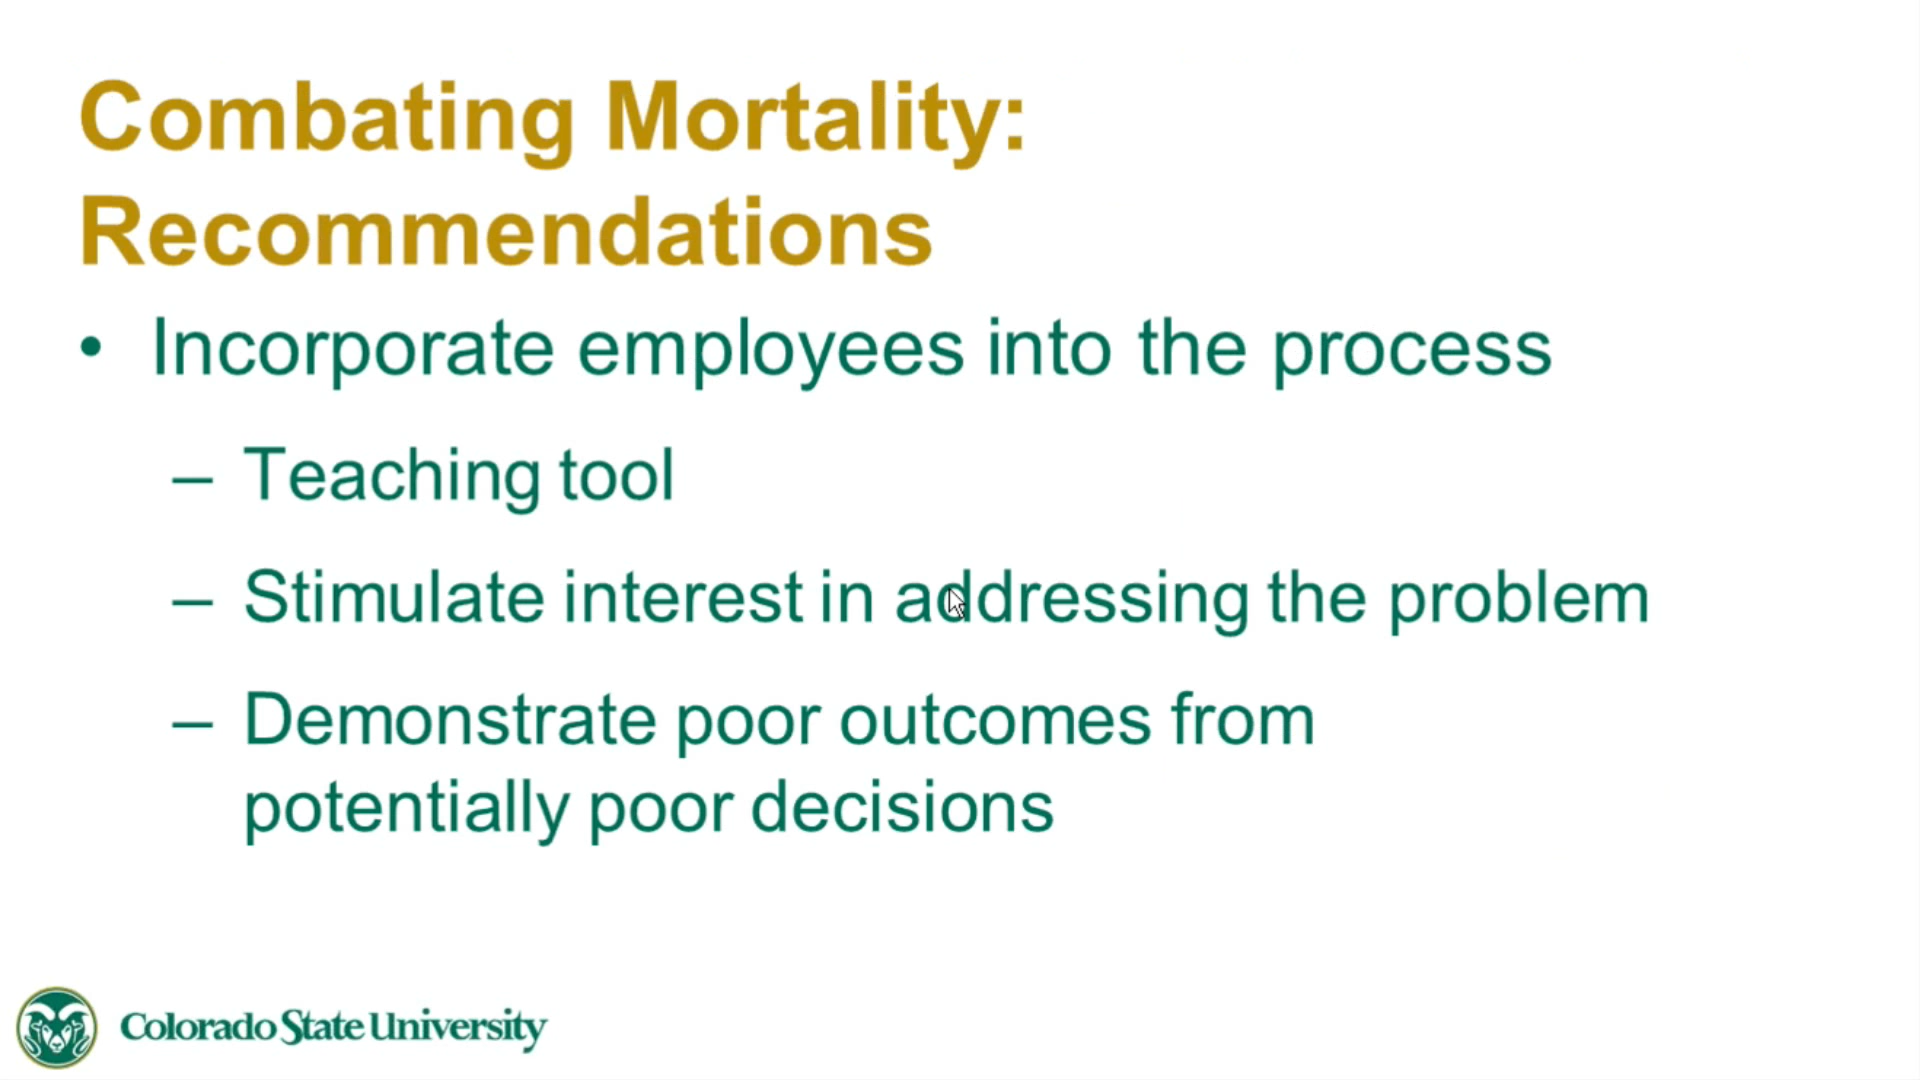 Combating Mortality:
Recommendations
• Incorporate employees into the process
– Teaching tool
– Stimulate interest in addressing the problem
– Demonstrate poor outcomes from
potentially poor decisions
Colorado State University